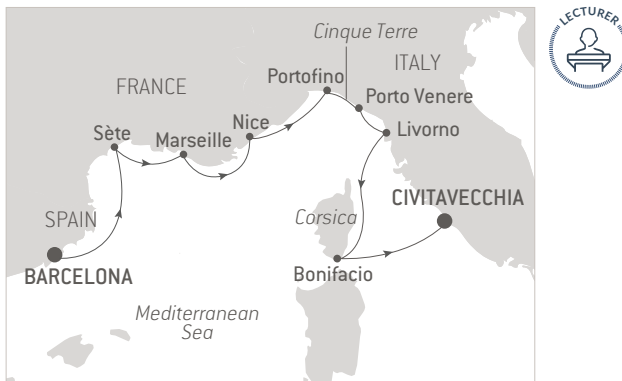 LECTURER
Cinque Terre
ITALY
Portofino
FRANCE
Porto Venere
Nice
Sète
Marseille
Livorno
CIVITAVECCHIA
SPAIN
Corsica
BARCELONA
Bonifacio
Mediterranean
Sea